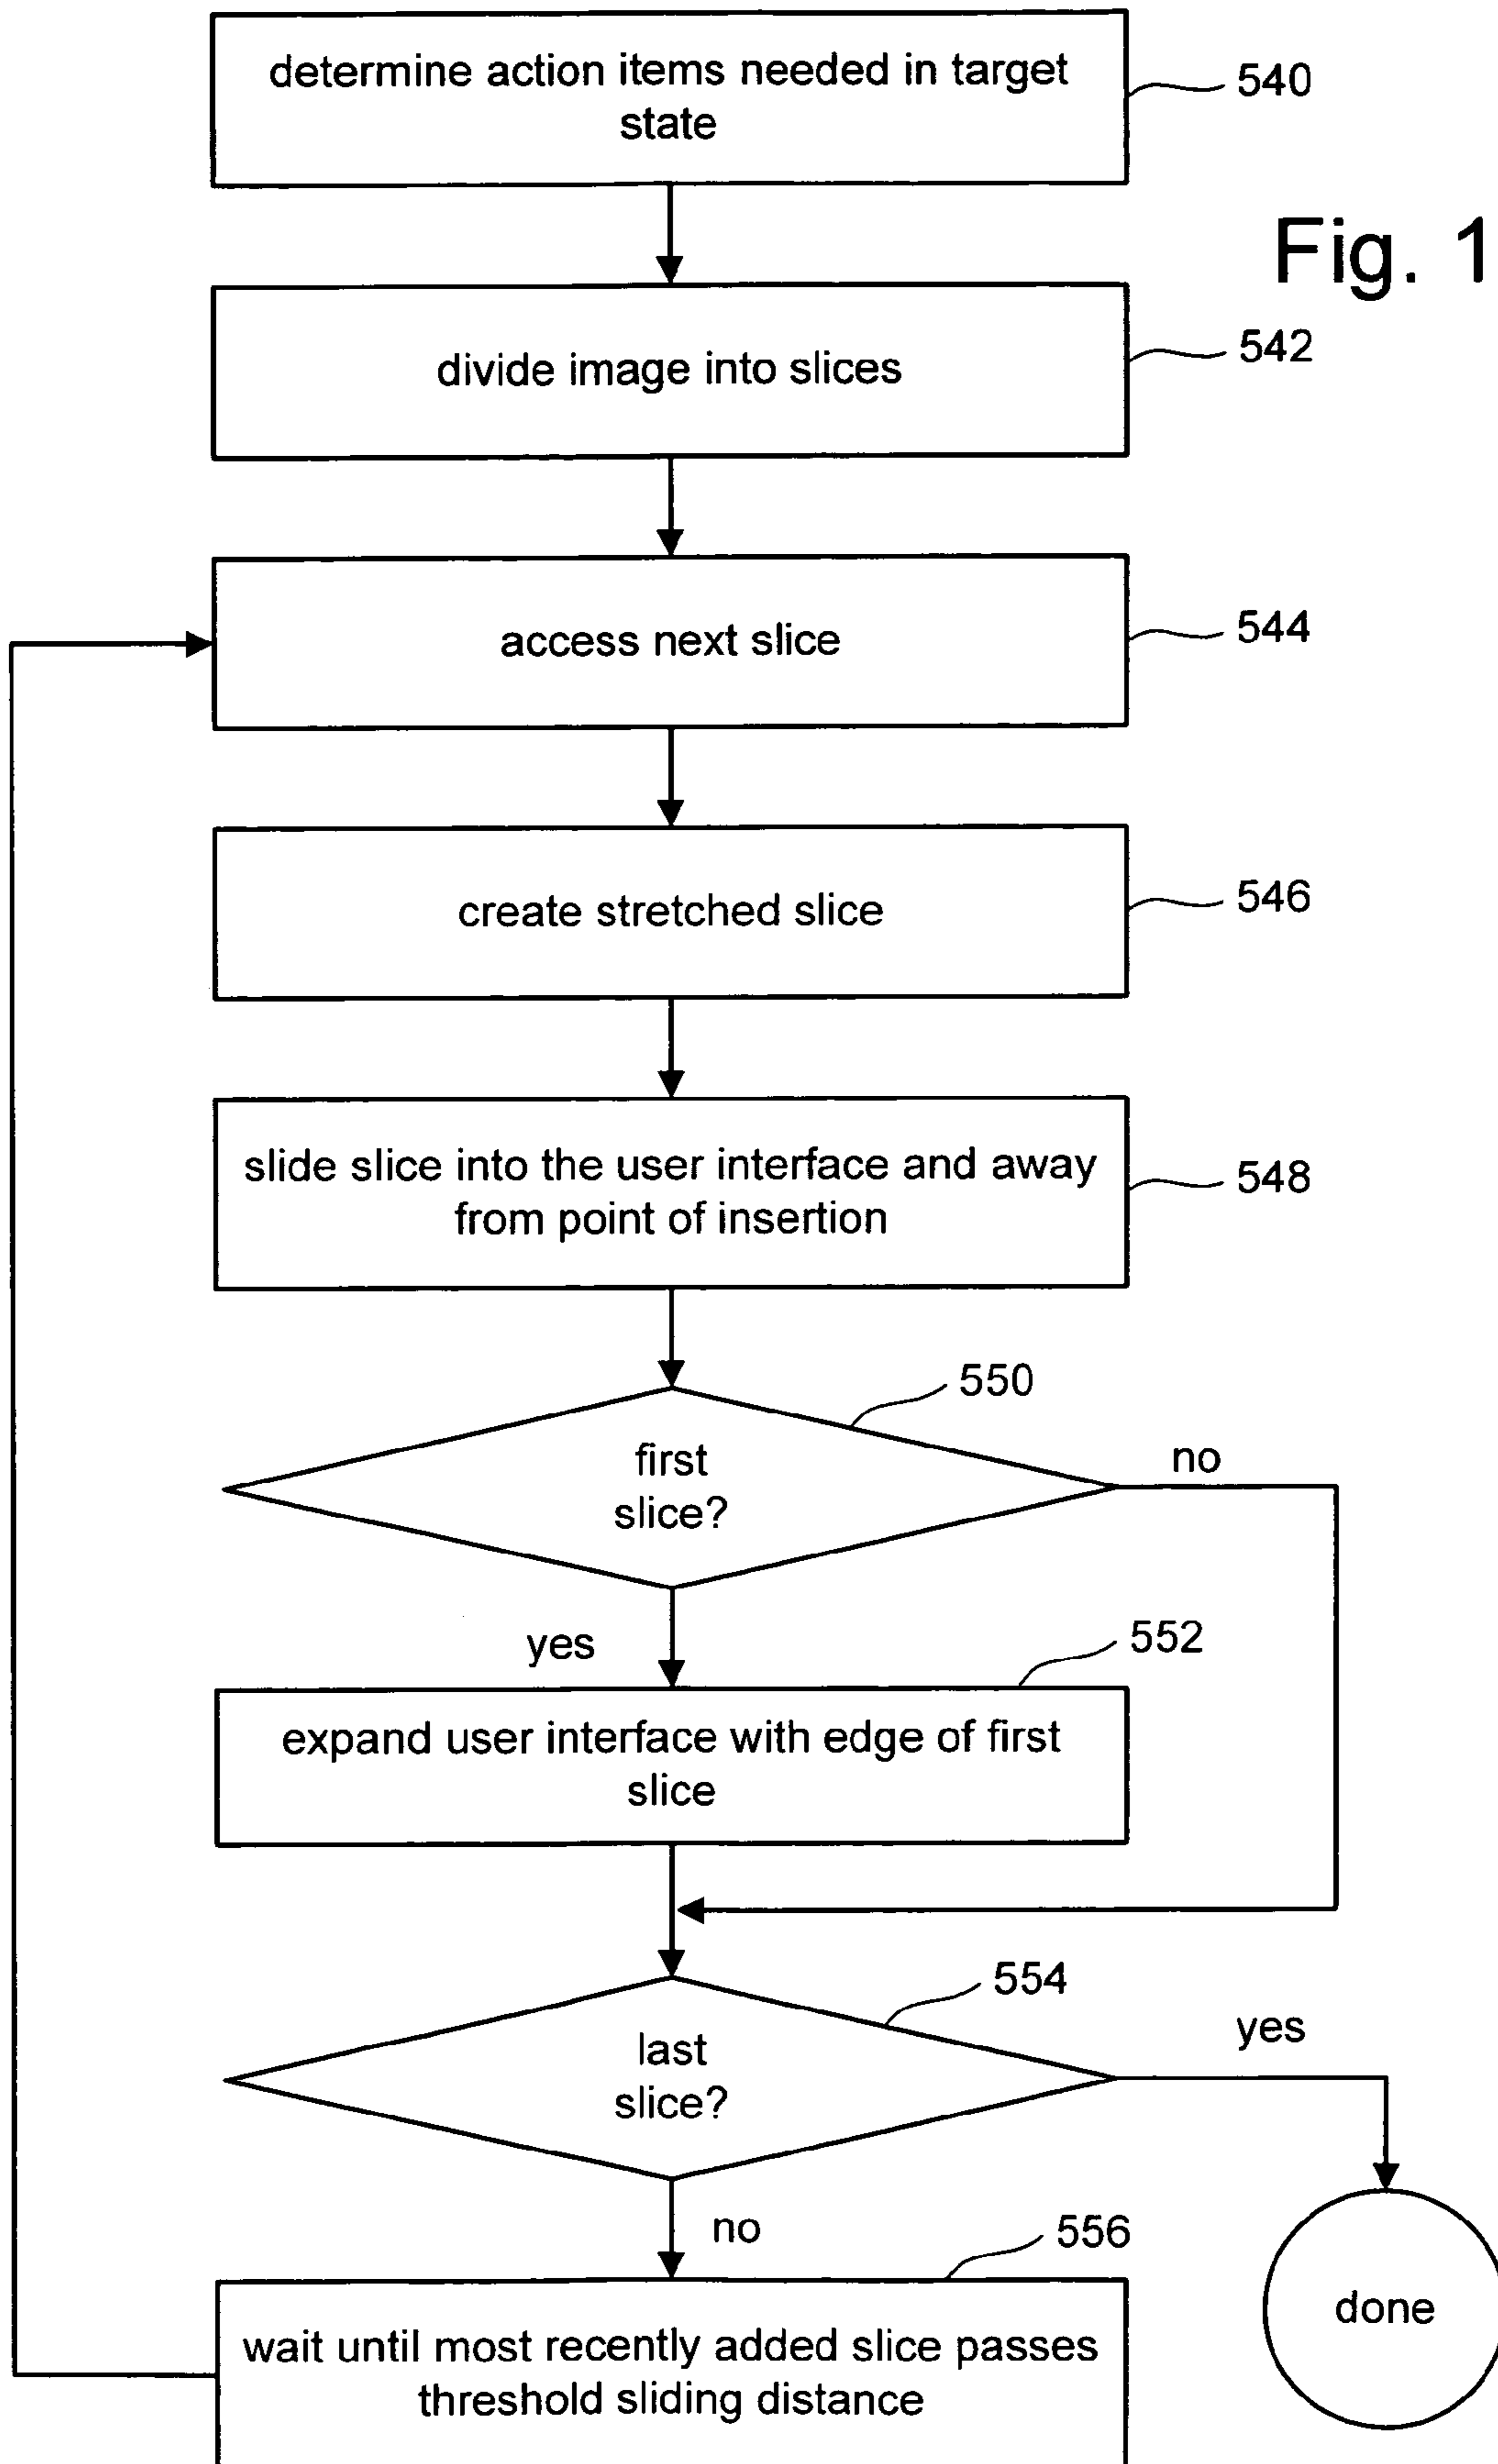 determine action items needed in target
state
540
Fig. 1
divide image into slices
542
access next slice
544
create stretched slice
546
slide slice into the user interface and away
from point of insertion
548
550
first
slice?
no
yes
552
expand user interface with edge of first
slice
554
last
slice?
yes
no
556
done
wait until most recently added slice passes
threshold sliding distance